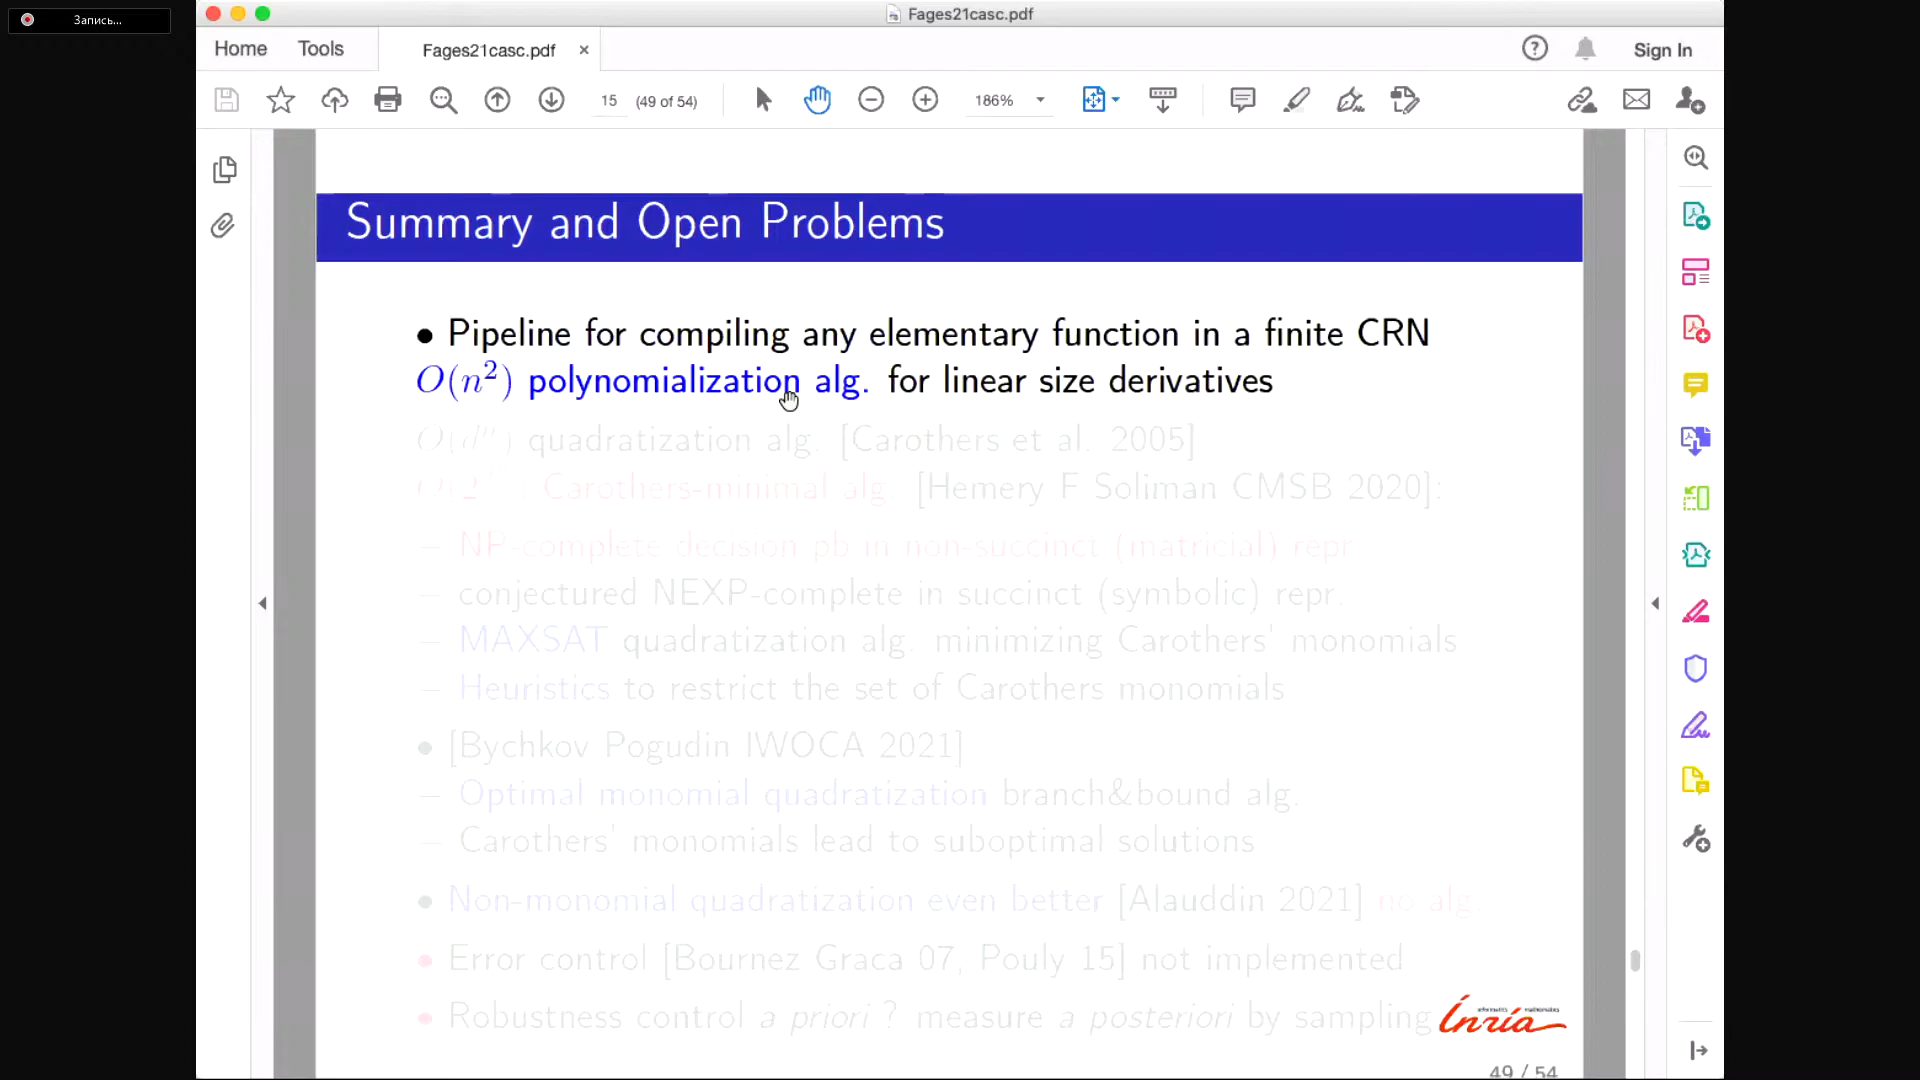 Запись...
Fages21casc.pdf
Home Tools Fages21casc.pdf × Sign In
15 (49 of 54) 186%
Summary and Open Problems
• Pipeline for compiling any elementary function in a finite CRN
O(n²) polynomialization alg. for linear size derivatives
O(dⁿ) quadratization alg. [Carothers et al. 2005]
Carothers-minimal alg. [Hemery F Soliman CMSB 2020]:
– NP-complete decision pb in non-succinct (matricial) repr
– conjectured NEXP-complete in succinct (symbolic) repr.
– MAXSAT quadratization alg. minimizing Carothers' monomials
– Heuristics to restrict the set of Carothers monomials
• [Bychkov Pogudin IWOCA 2021]
– Optimal monomial quadratization branch&bound alg.
– Carothers' monomials lead to suboptimal solutions
• Non-monomial quadratization even better [Alauddin 2021] no alg.
• Error control [Bournez Graca 07, Pouly 15] not implemented
• Robustness control a priori ? measure a posteriori by sampling
Inria
49 / 54